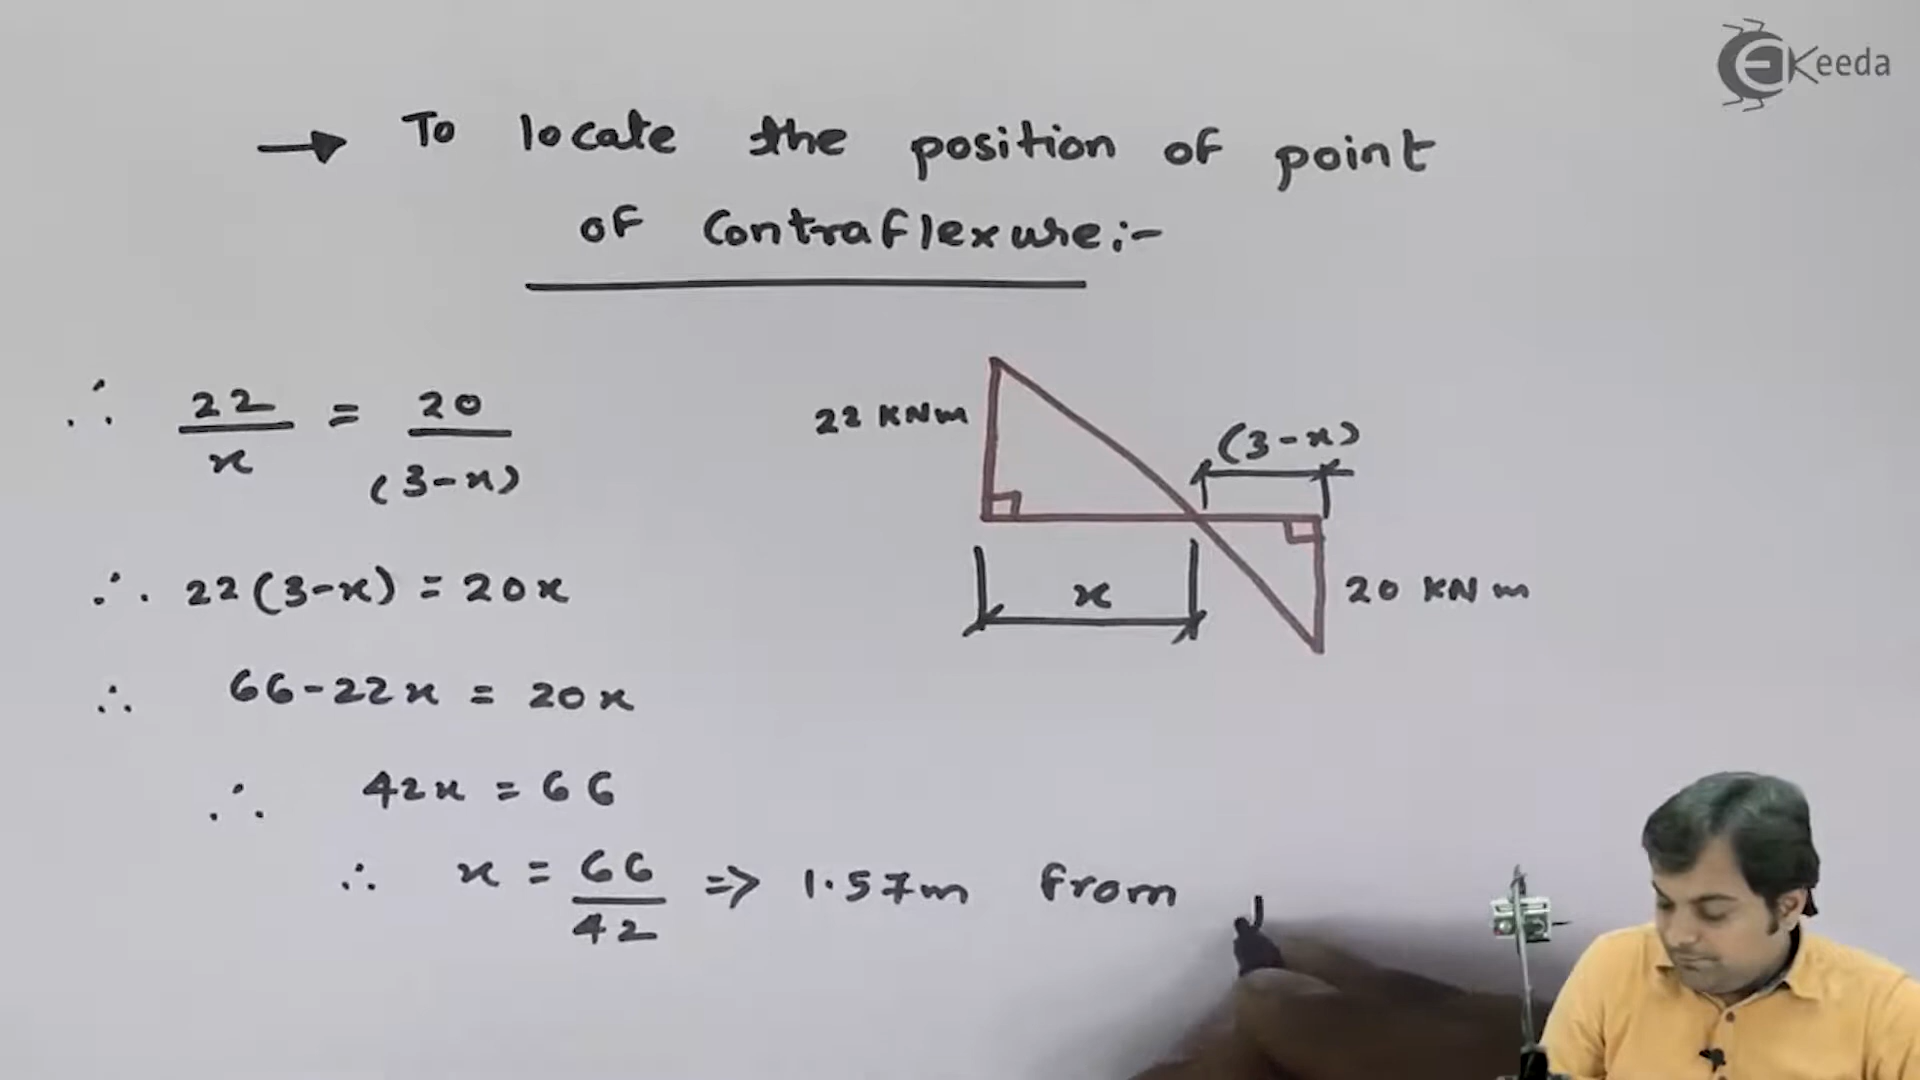 EKeeda
→ To locate the position of point
of Contraflexure:-
∴ 22/x = 20/(3-x)
22 KNm
(3-x)
∴ 22(3-x) = 20x
x
20 KNm
∴ 66-22x = 20x
∴ 42x = 66
∴ x = 66/42 => 1.57m from